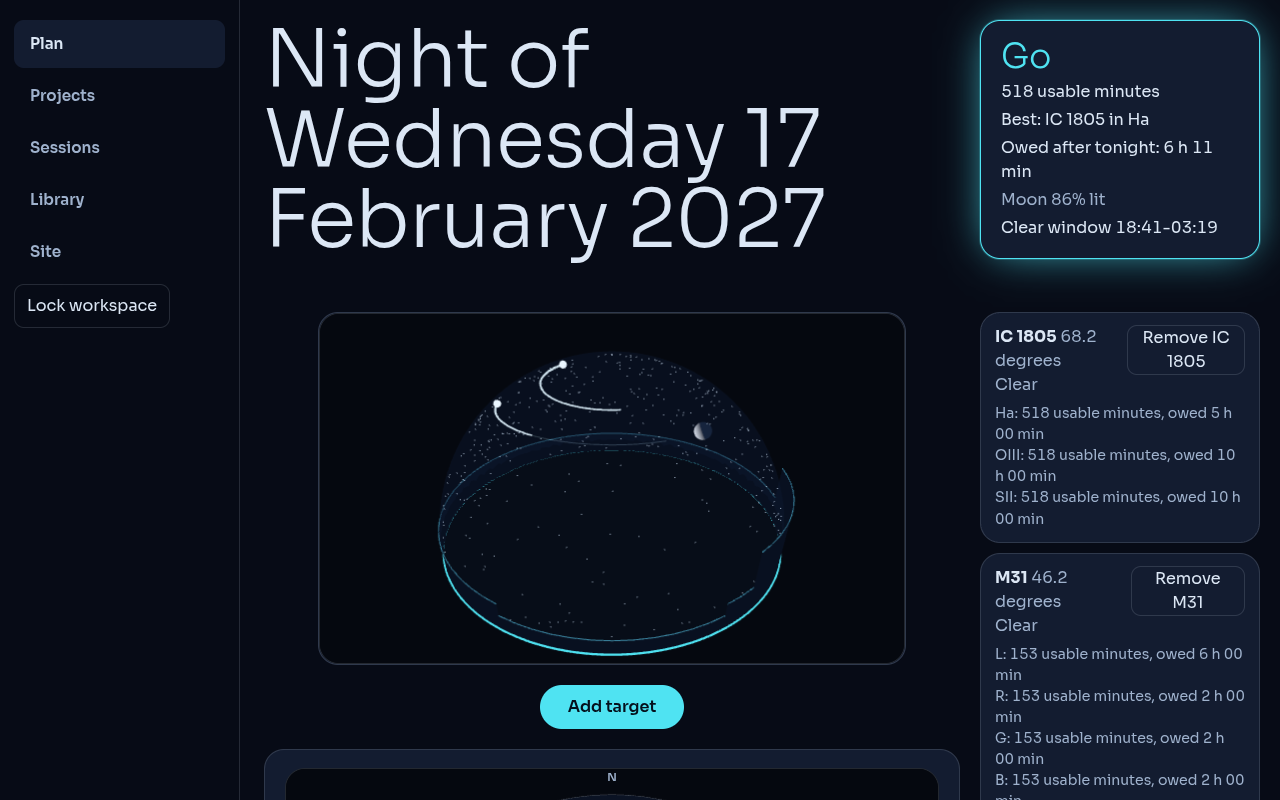 Plan
Projects
Sessions
Library
Site
Lock workspace
Night of
Wednesday 17
February 2027
Add target
N
Go
518 usable minutes
Best: IC 1805 in Ha
Owed after tonight: 6 h 11
min
Moon 86% lit
Clear window 18:41-03:19
IC 1805 68.2
degrees
Clear
Remove IC
1805
Ha: 518 usable minutes, owed 5 h
00 min
OIII: 518 usable minutes, owed 10
h 00 min
SII: 518 usable minutes, owed 10 h
00 min
M31 46.2
degrees
Clear
Remove
M31
L: 153 usable minutes, owed 6 h 00
min
R: 153 usable minutes, owed 2 h 00
min
G: 153 usable minutes, owed 2 h
00 min
B: 153 usable minutes, owed 2 h 00
min